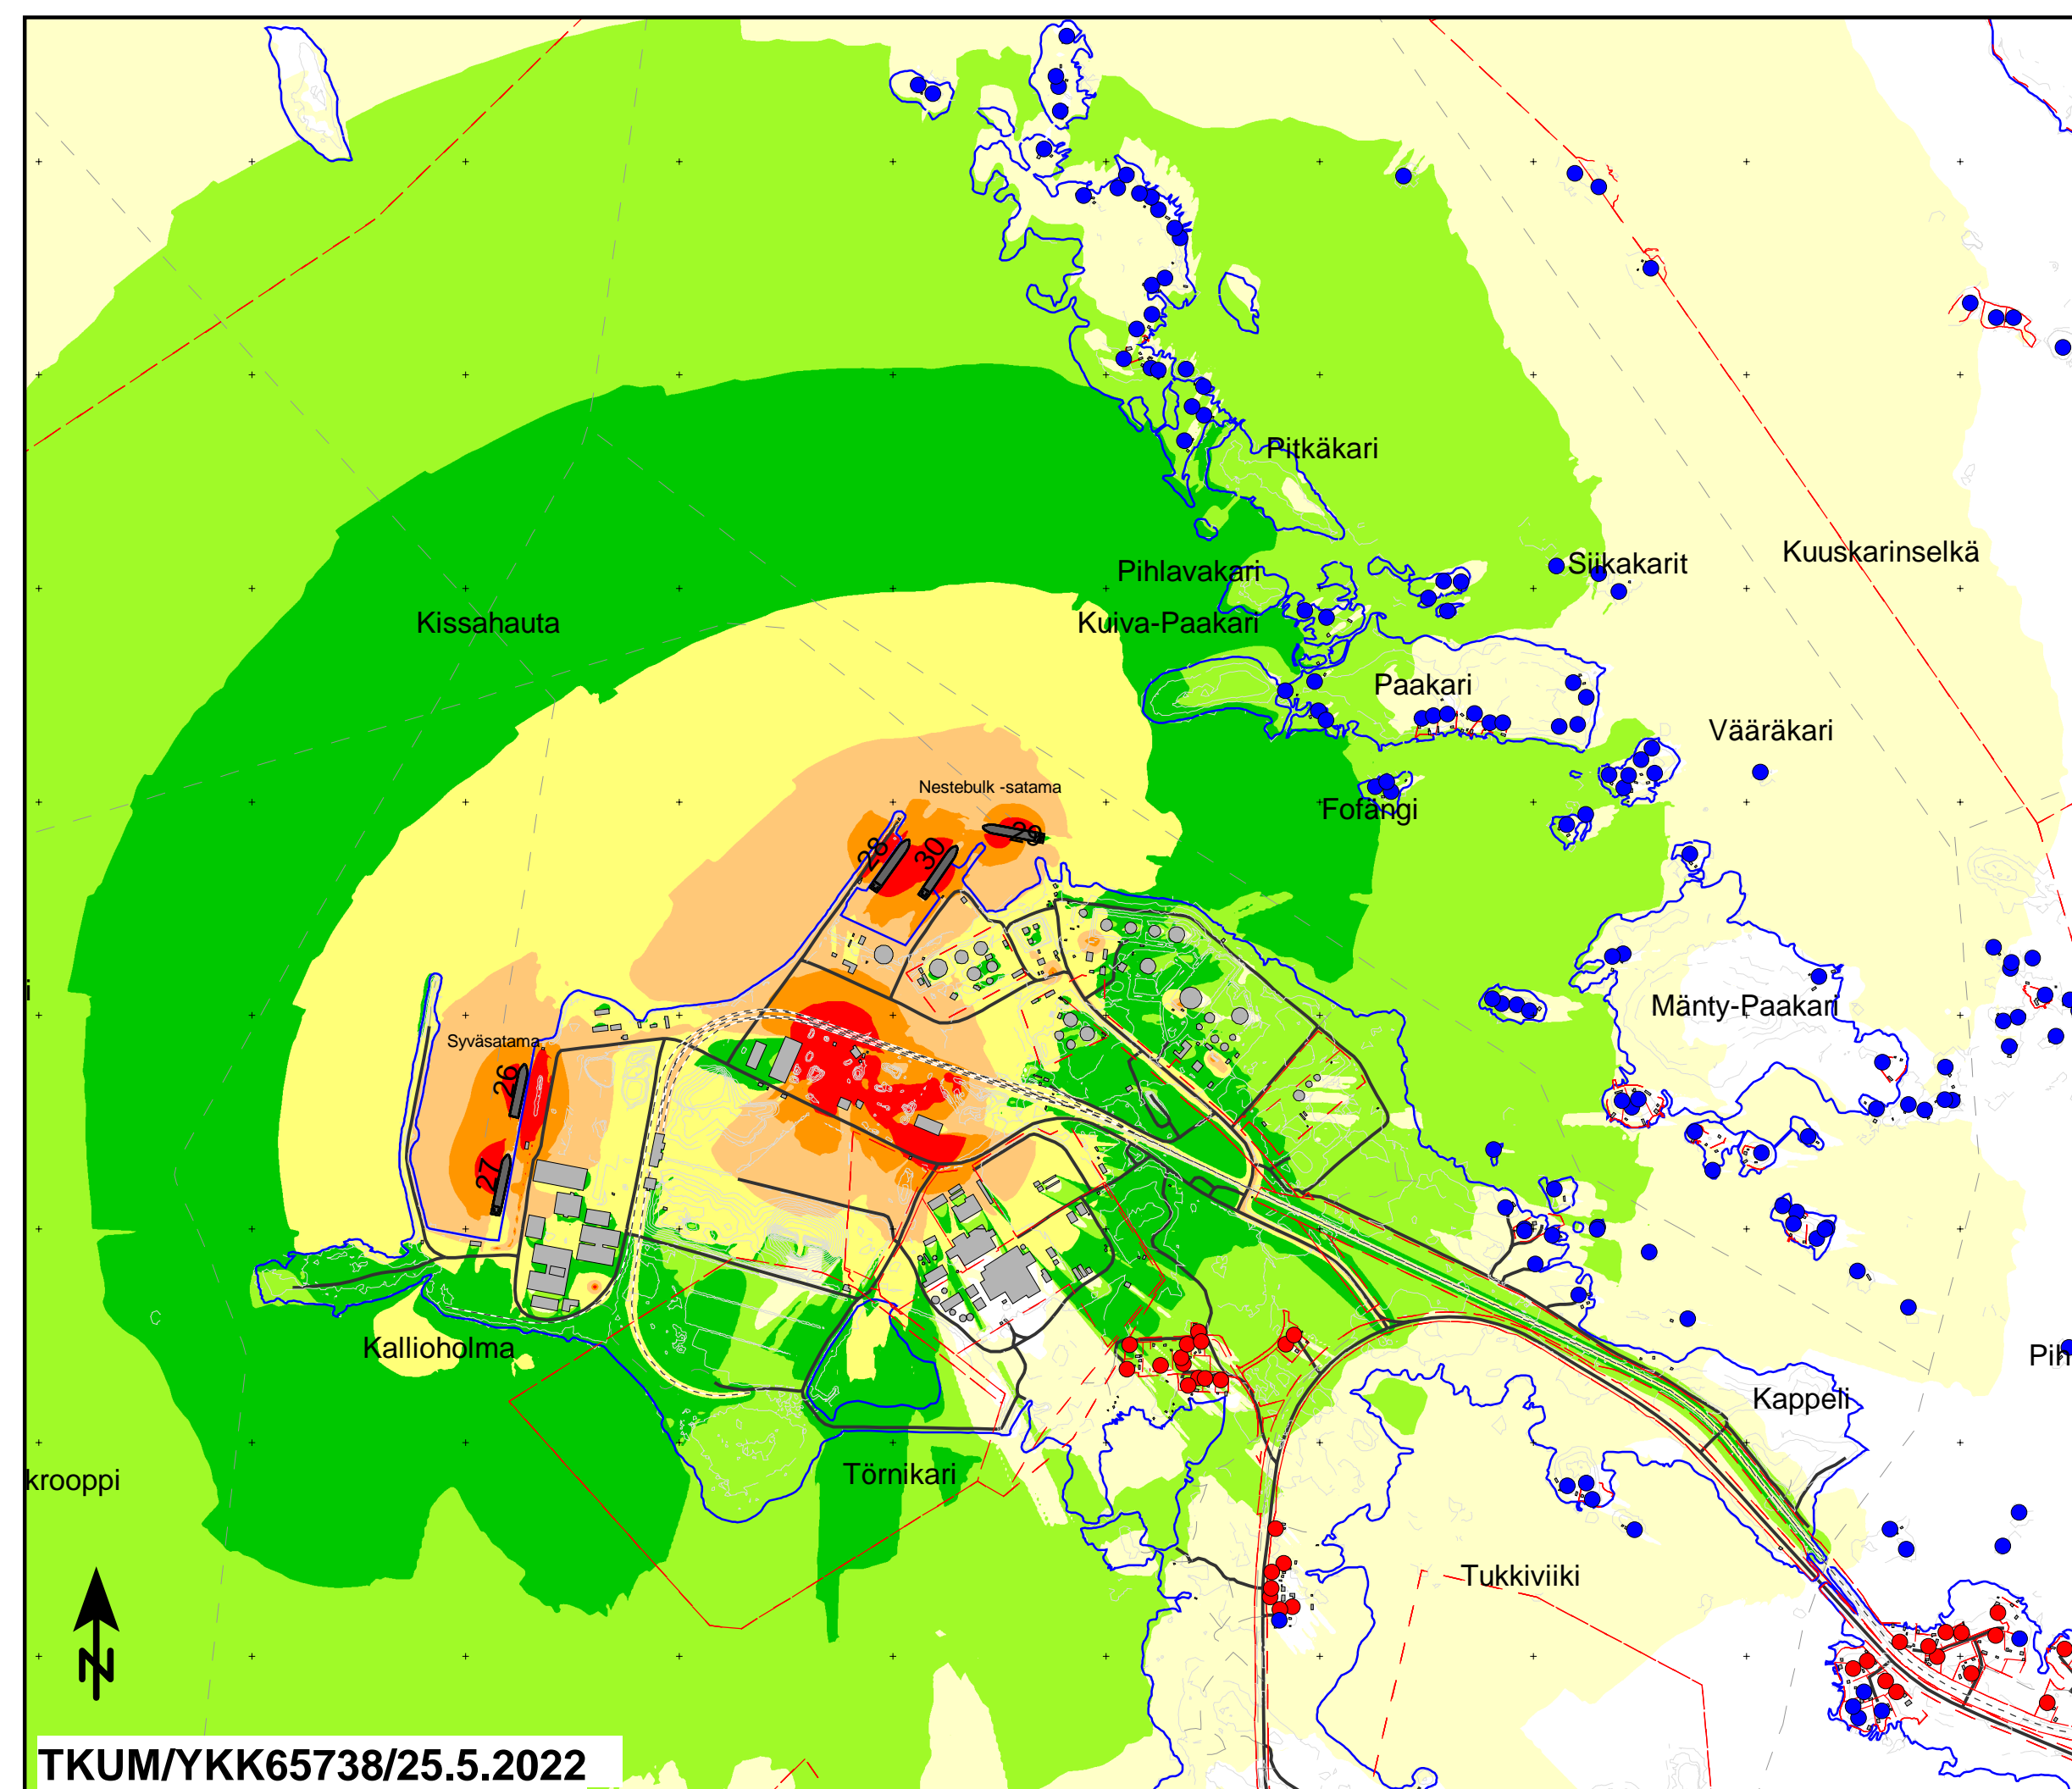 Pitkäkari
Kuuskarinselkä
Siikakarit
Pihlavakari
Kissahauta
Kuiva-Paakari
Paakari
Vääräkari
Nestebulk -satama
Fofängi
29
28
30
i
Mänty-Paakari
Syväsatama
26
27
Kallioholma
Pih
Kappeli
Törnikari
krooppi
Tukkiviiki
N
TKUM/YKK65738/25.5.2022